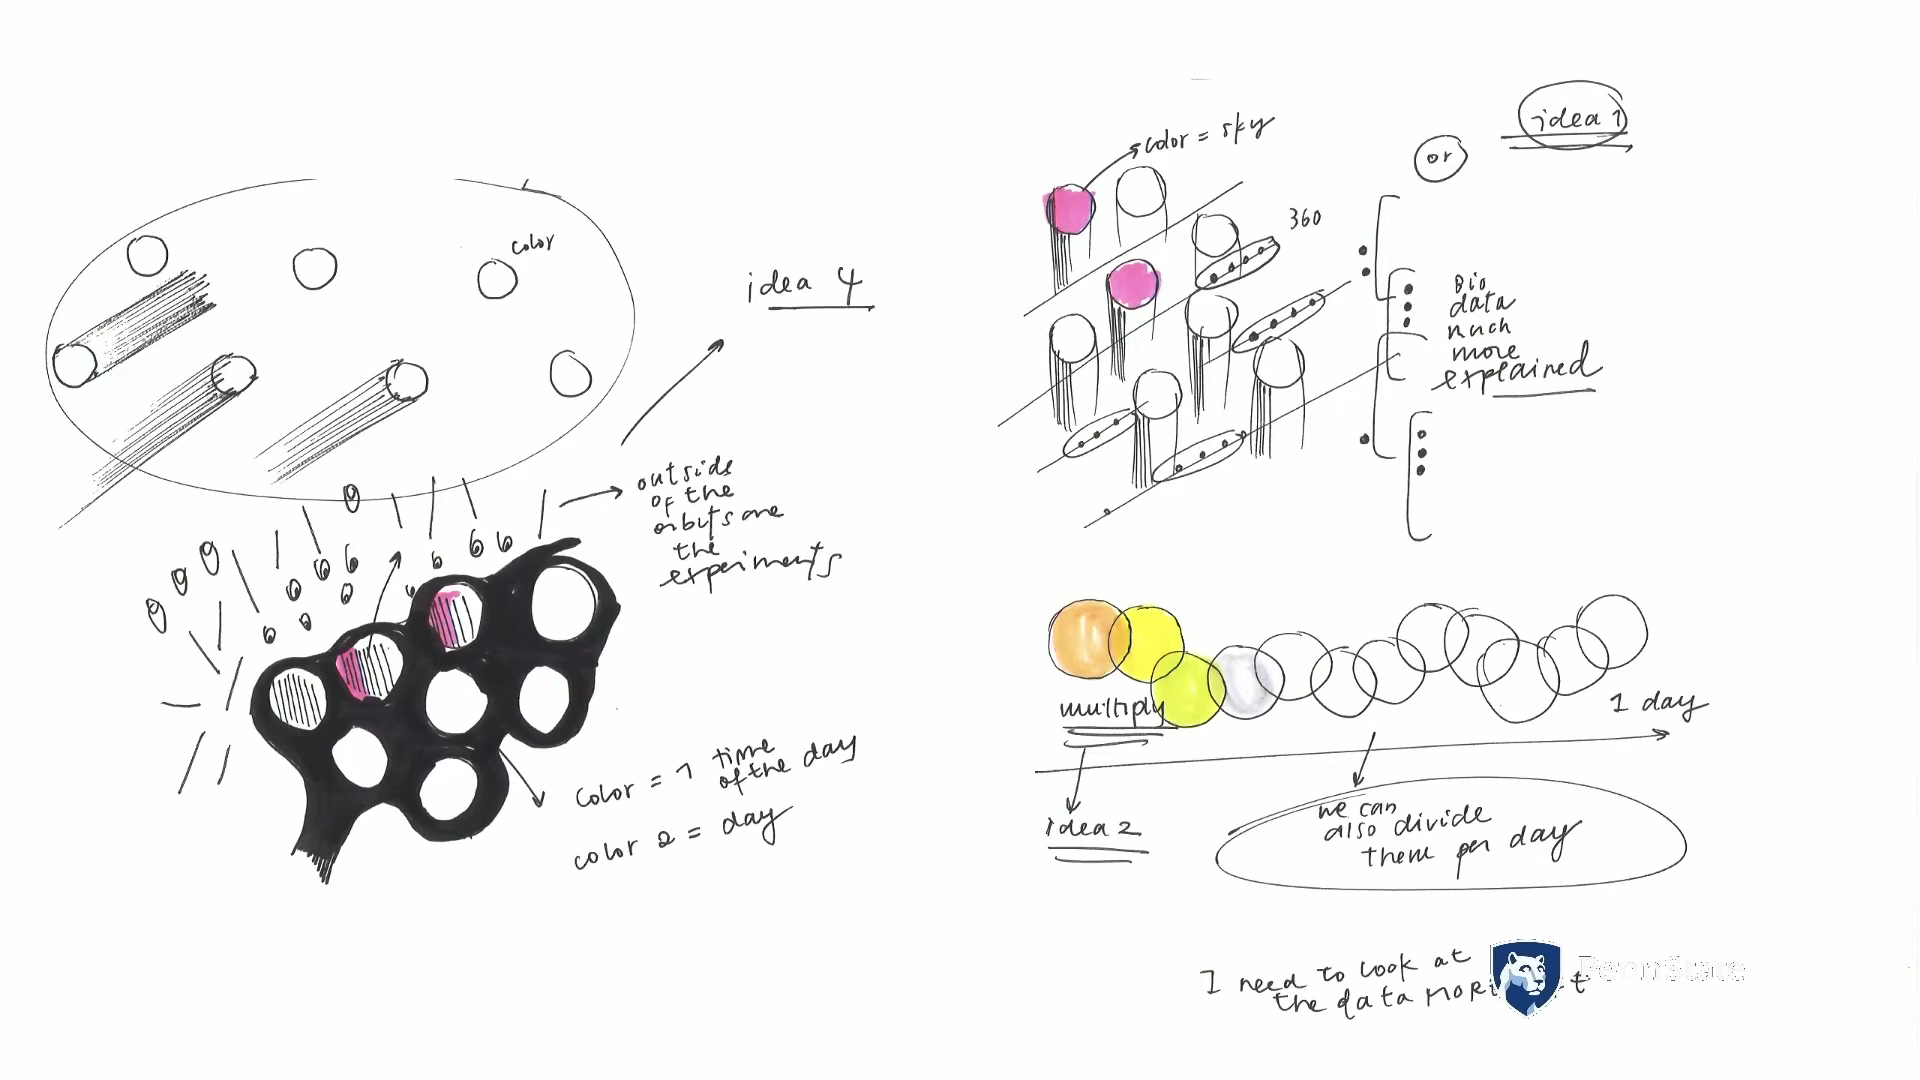 color
idea 4
outside
of the
orbits are
the
experiments
color = 1 time
of the day
color 2 = day
idea 1
or
color = sky
360
Bio
data
much
more
explained
multiply
1 day
idea 2
we can
also divide
them per day
I need to look at
the data
PennState